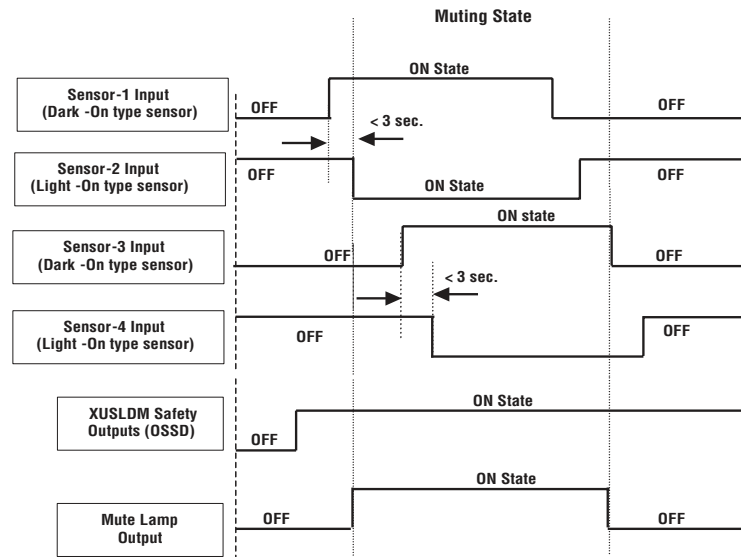 Muting State
Sensor-1 Input
(Dark -On type sensor)
OFF
ON State
OFF
< 3 sec.
Sensor-2 Input
(Light -On type sensor)
OFF
ON State
OFF
Sensor-3 Input
(Dark -On type sensor)
OFF
ON state
OFF
< 3 sec.
Sensor-4 Input
(Light -On type sensor)
OFF
OFF
XUSLDM Safety
Outputs (OSSD)
OFF
ON State
Mute Lamp
Output
OFF
ON State
OFF